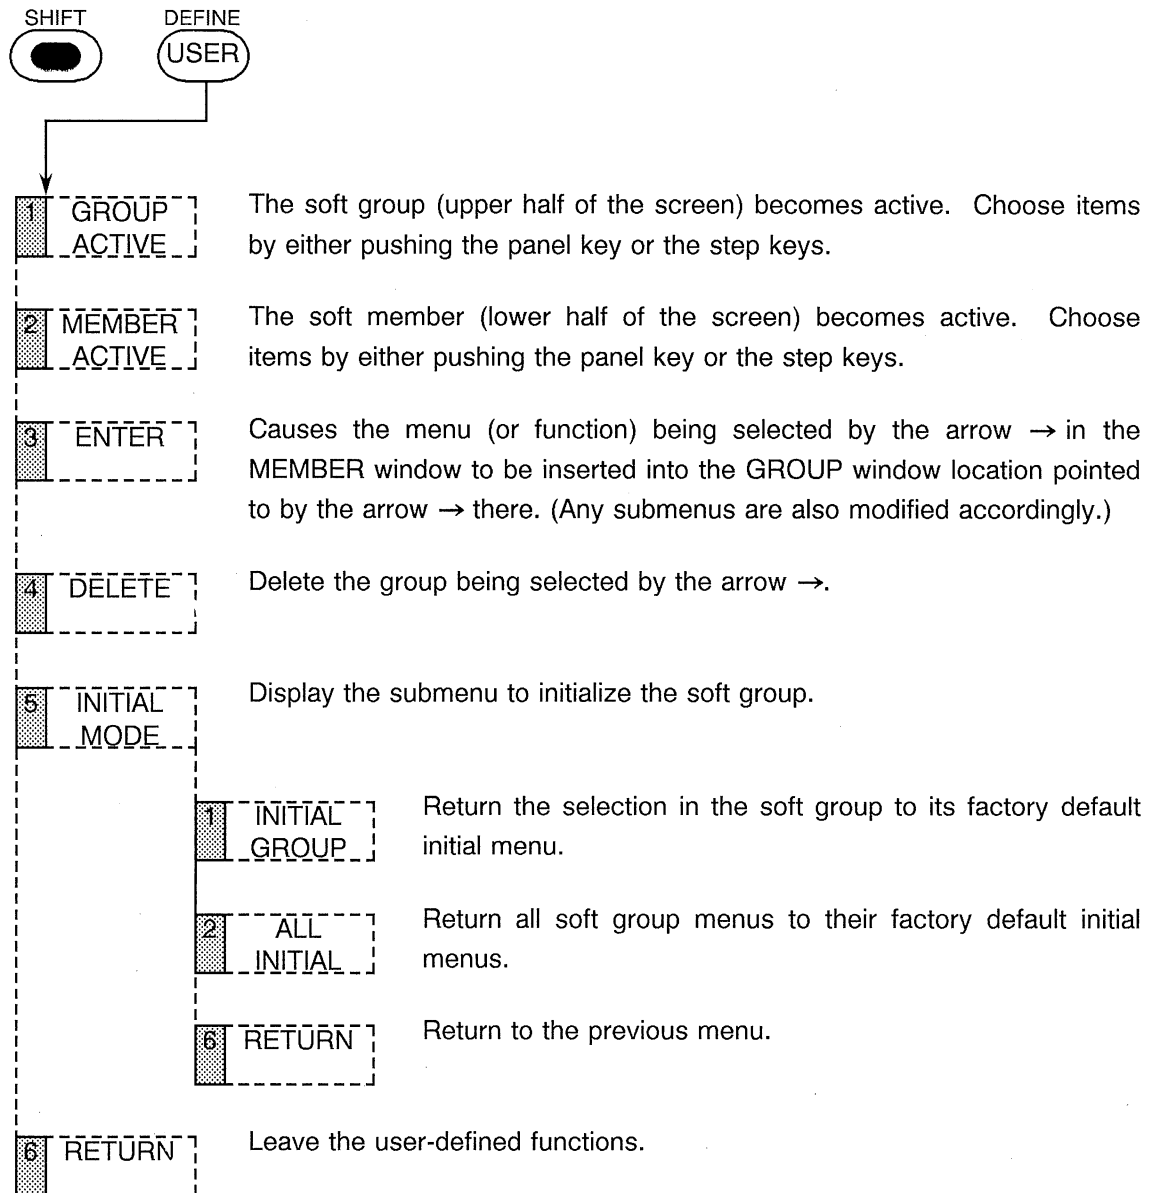 SHIFT DEFINE
USER
1 GROUP ACTIVE
The soft group (upper half of the screen) becomes active. Choose items
by either pushing the panel key or the step keys.
2 MEMBER ACTIVE
The soft member (lower half of the screen) becomes active. Choose
items by either pushing the panel key or the step keys.
3 ENTER
Causes the menu (or function) being selected by the arrow → in the
MEMBER window to be inserted into the GROUP window location pointed
to by the arrow → there. (Any submenus are also modified accordingly.)
4 DELETE
Delete the group being selected by the arrow →.
5 INITIAL MODE
Display the submenu to initialize the soft group.
1 INITIAL GROUP
Return the selection in the soft group to its factory default
initial menu.
2 ALL INITIAL
Return all soft group menus to their factory default initial
menus.
6 RETURN
Return to the previous menu.
6 RETURN
Leave the user-defined functions.